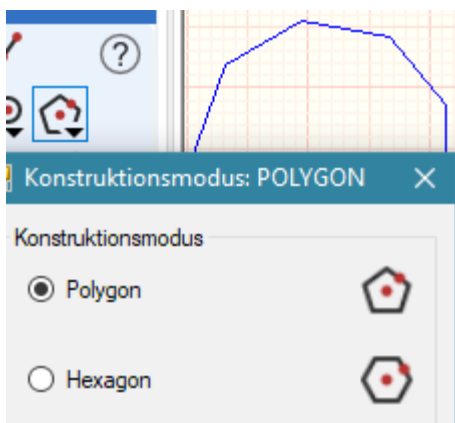 ?
Konstruktionsmodus: POLYGON
Konstruktionsmodus
Polygon
Hexagon